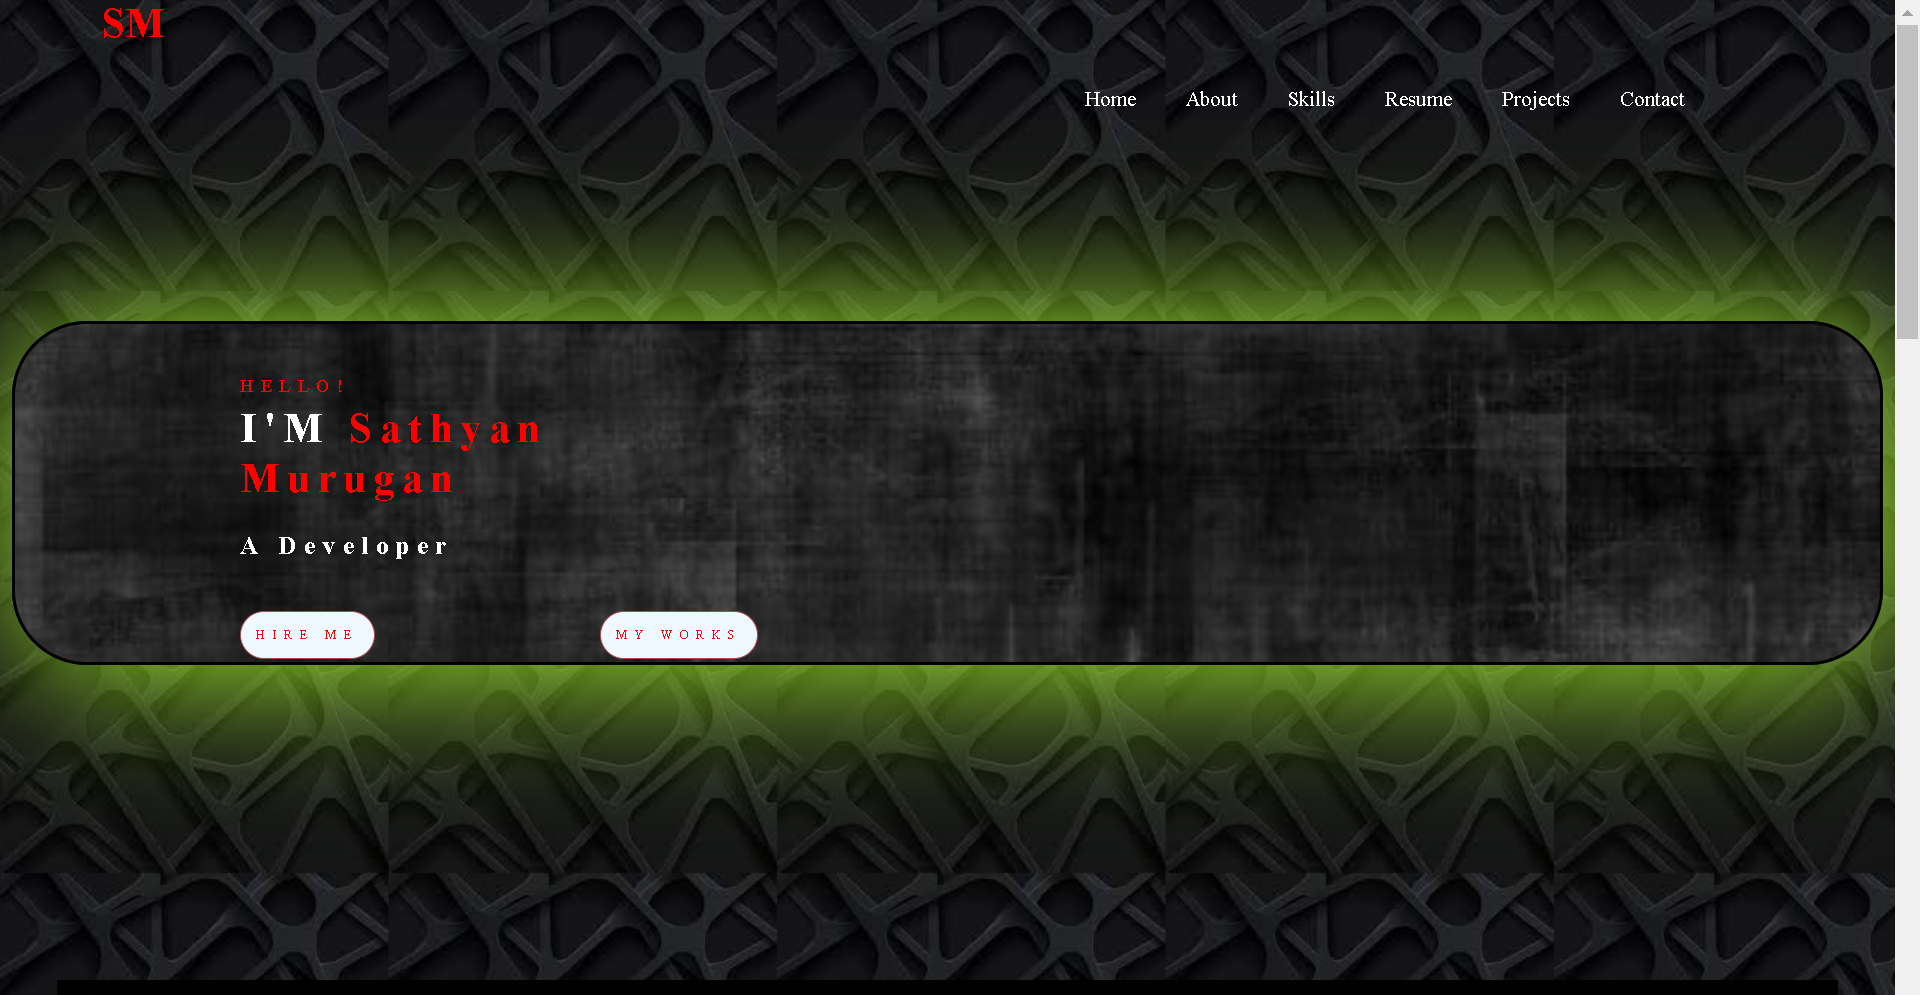 SM
Home About Skills Resume Projects Contact
HELLO!
I'M Sathyan
Murugan
A Developer
HIRE ME MY WORKS